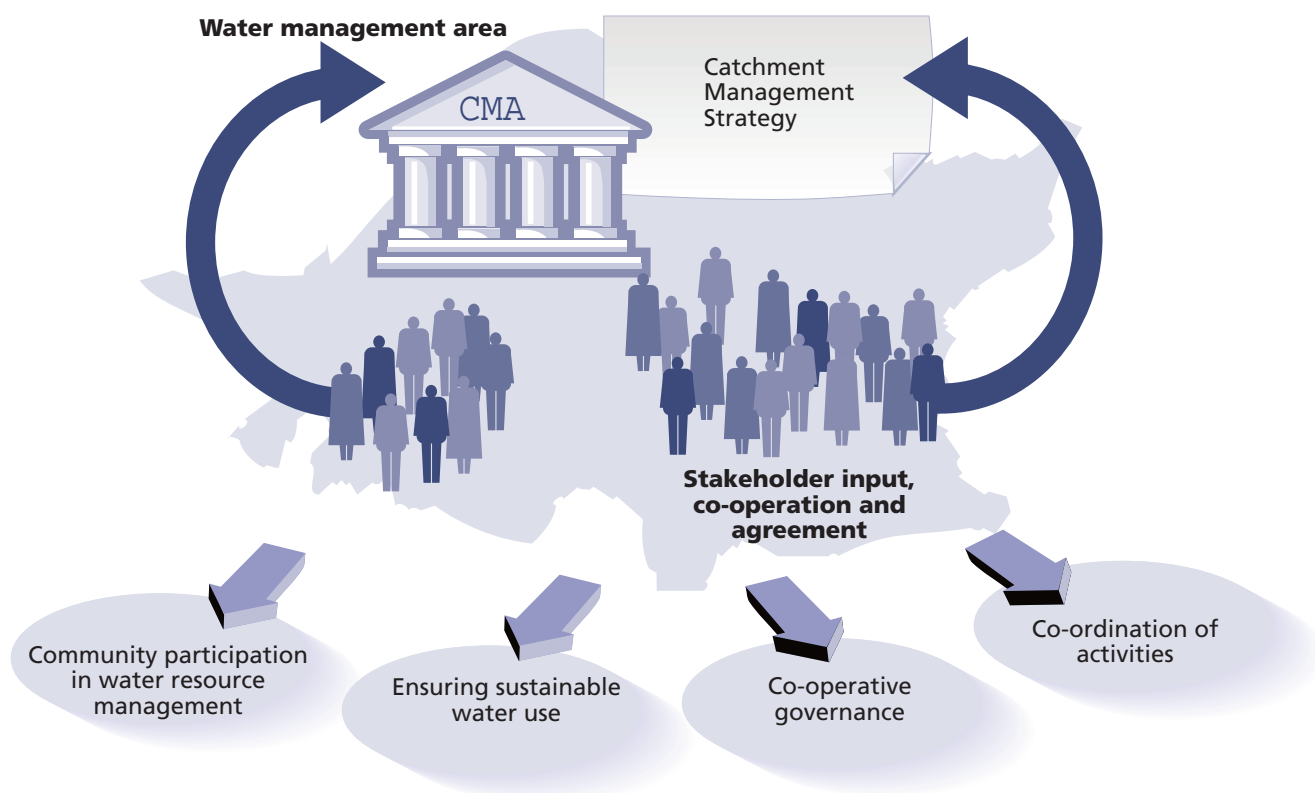 Water management area
CMA
Catchment
Management
Strategy
Stakeholder input,
co-operation and
agreement
Community participation
in water resource
management
Ensuring sustainable
water use
Co-operative
governance
Co-ordination of
activities